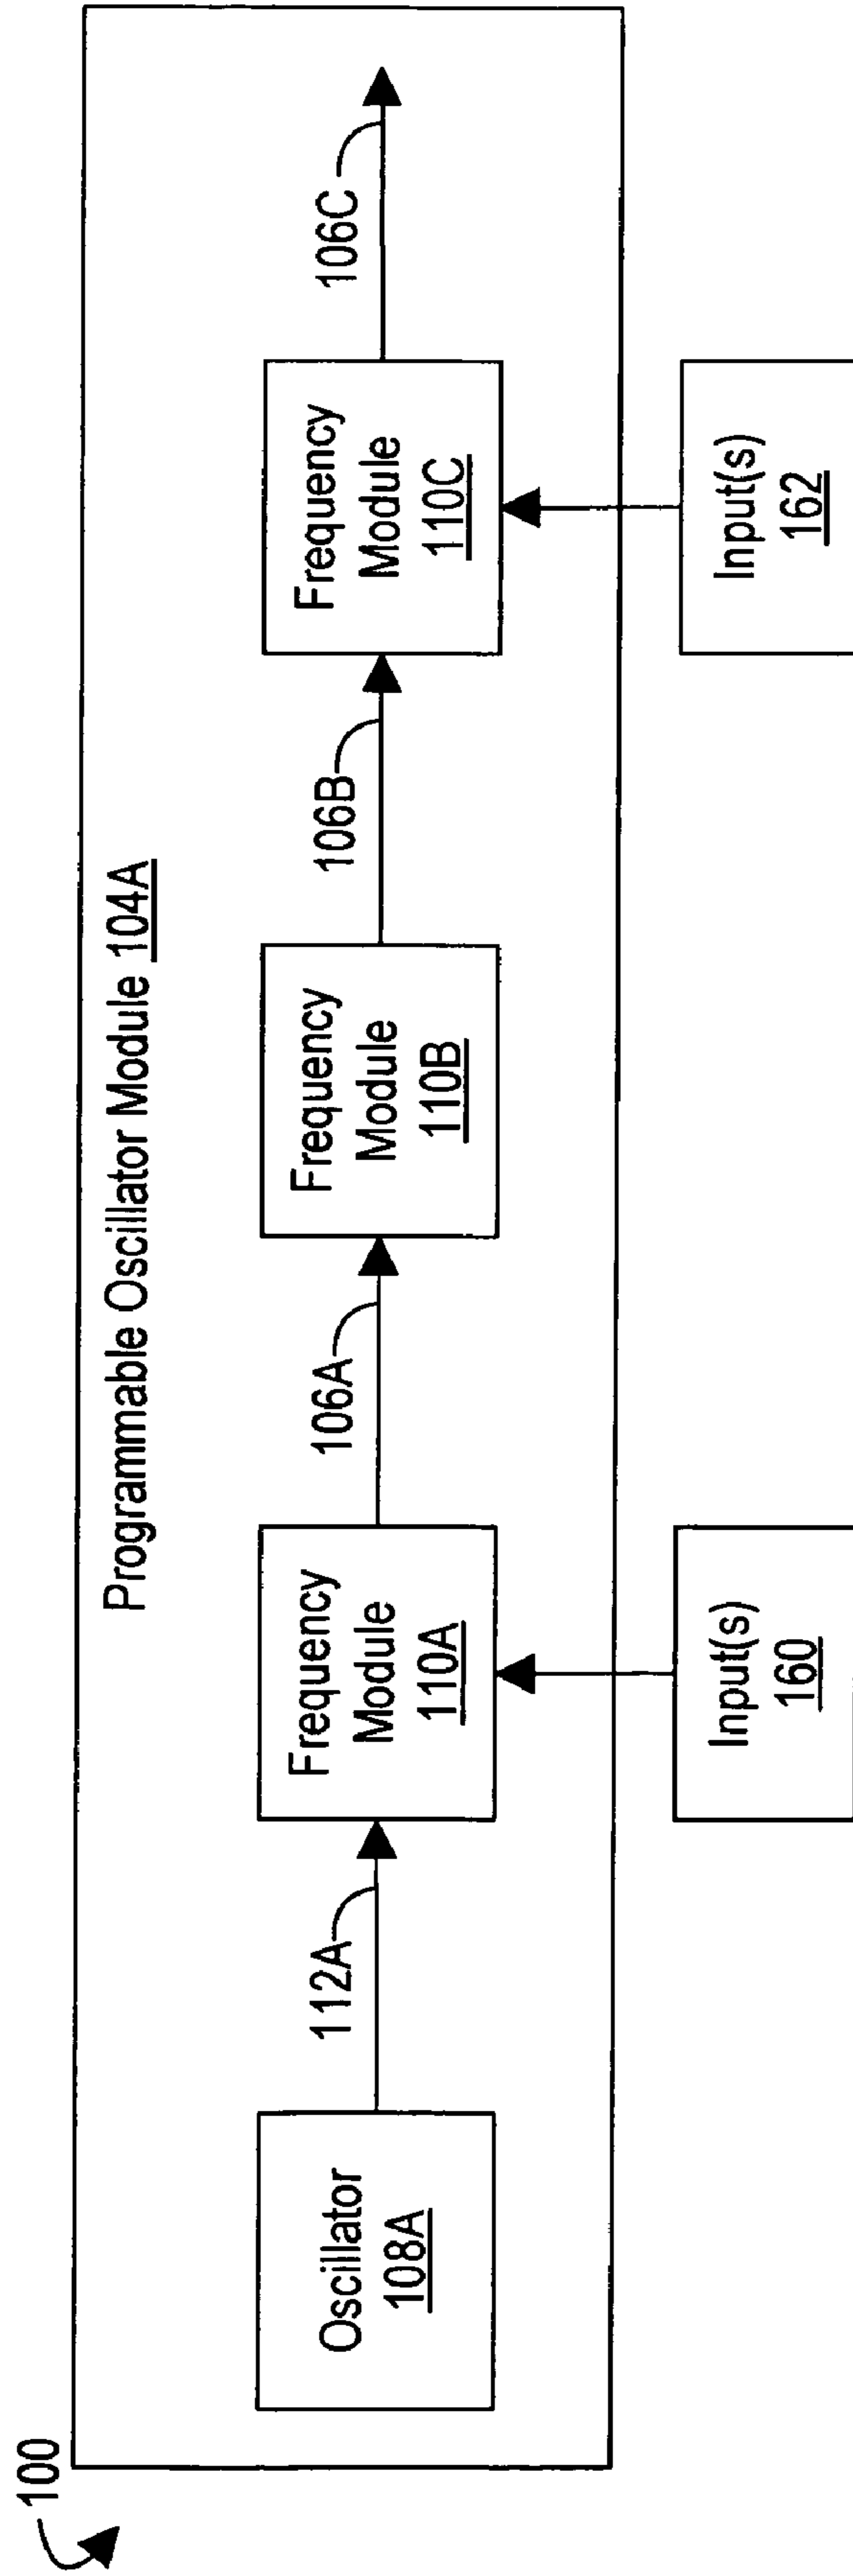 100
Programmable Oscillator Module 104A
Oscillator
108A
112A
Frequency
Module
110A
106A
Frequency
Module
110B
106B
Frequency
Module
110C
106C
Input(s)
160
Input(s)
162